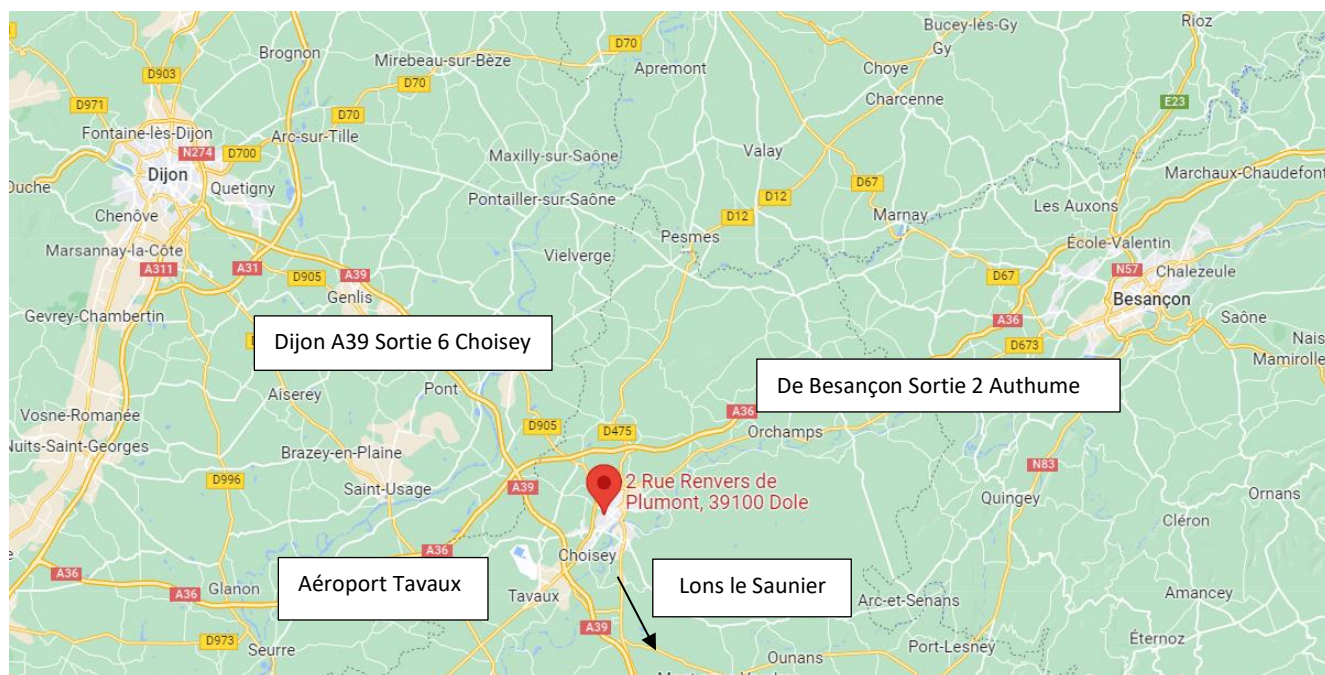 Bucey-lès-Gy
Rioz
Gy
D70
Brognon
Mirebeau-sur-Bèze
Apremont
Choye
D903
D70
Charcenne
E23
D971
D70
Fontaine-lès-Dijon
Arc-sur-Tille
N274
D700
Maxilly-sur-Saône
Valay
Dijon
Quetigny
D67
Marchaux-Chaudefont
Ouche
Pontailler-sur-Saône
D12
Les Auxons
Chenôve
D12
Marnay
Pesmes
École-Valentin
Marsannay-la-Côte
Vielverge
N57
Chalezeule
A311
A31
D905
A39
D67
Besançon
Genlis
Gevrey-Chambertin
Saône
A36
Dijon A39 Sortie 6 Choisey
D673
Nais
Mamirolle
De Besançon Sortie 2 Authume
Pont
Aiserey
Vosne-Romanée
A36
D905
D475
Orchamps
Nuits-Saint-Georges
Brazey-en-Plaine
N83
D996
2 Rue Renvers de
Plumont, 39100 Dole
Saint-Usage
A39
Quingey
Ornans
Cléron
A36
Choisey
A36
Aéroport Tavaux
Lons le Saunier
A36
Glanon
Tavaux
Arc-et-Senans
Amancey
A39
D973
Seurre
Port-Lesney
Éternoz
Ounans